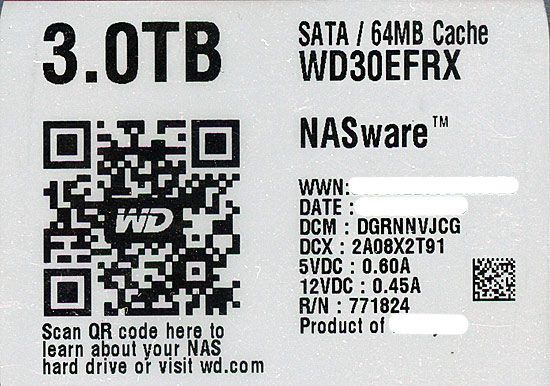 3.0TB
SATA / 64MB Cache
WD30EFRX
NASware™
WD
WWN:
DATE :
DCM : DGRNNVJCG
DCX : 2A08X2T91
5VDC : 0.60A
12VDC : 0.45A
R/N : 771824
Product of
Scan QR code here to
learn about your NAS
hard drive or visit wd.com